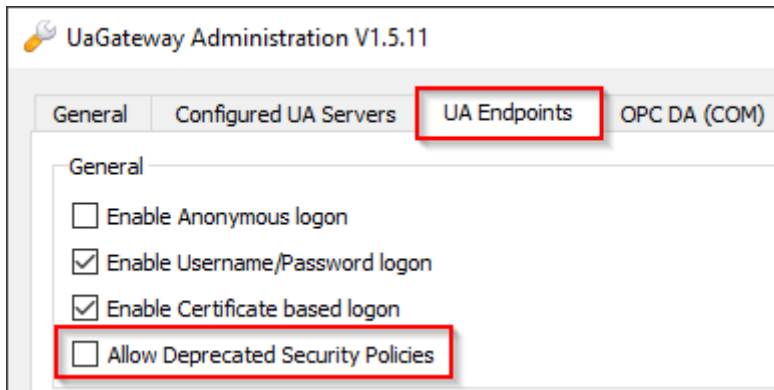 UaGateway Administration V1.5.11
General Configured UA Servers UA Endpoints OPC DA (COM)
General
Enable Anonymous logon
Enable Username/Password logon
Enable Certificate based logon
Allow Deprecated Security Policies